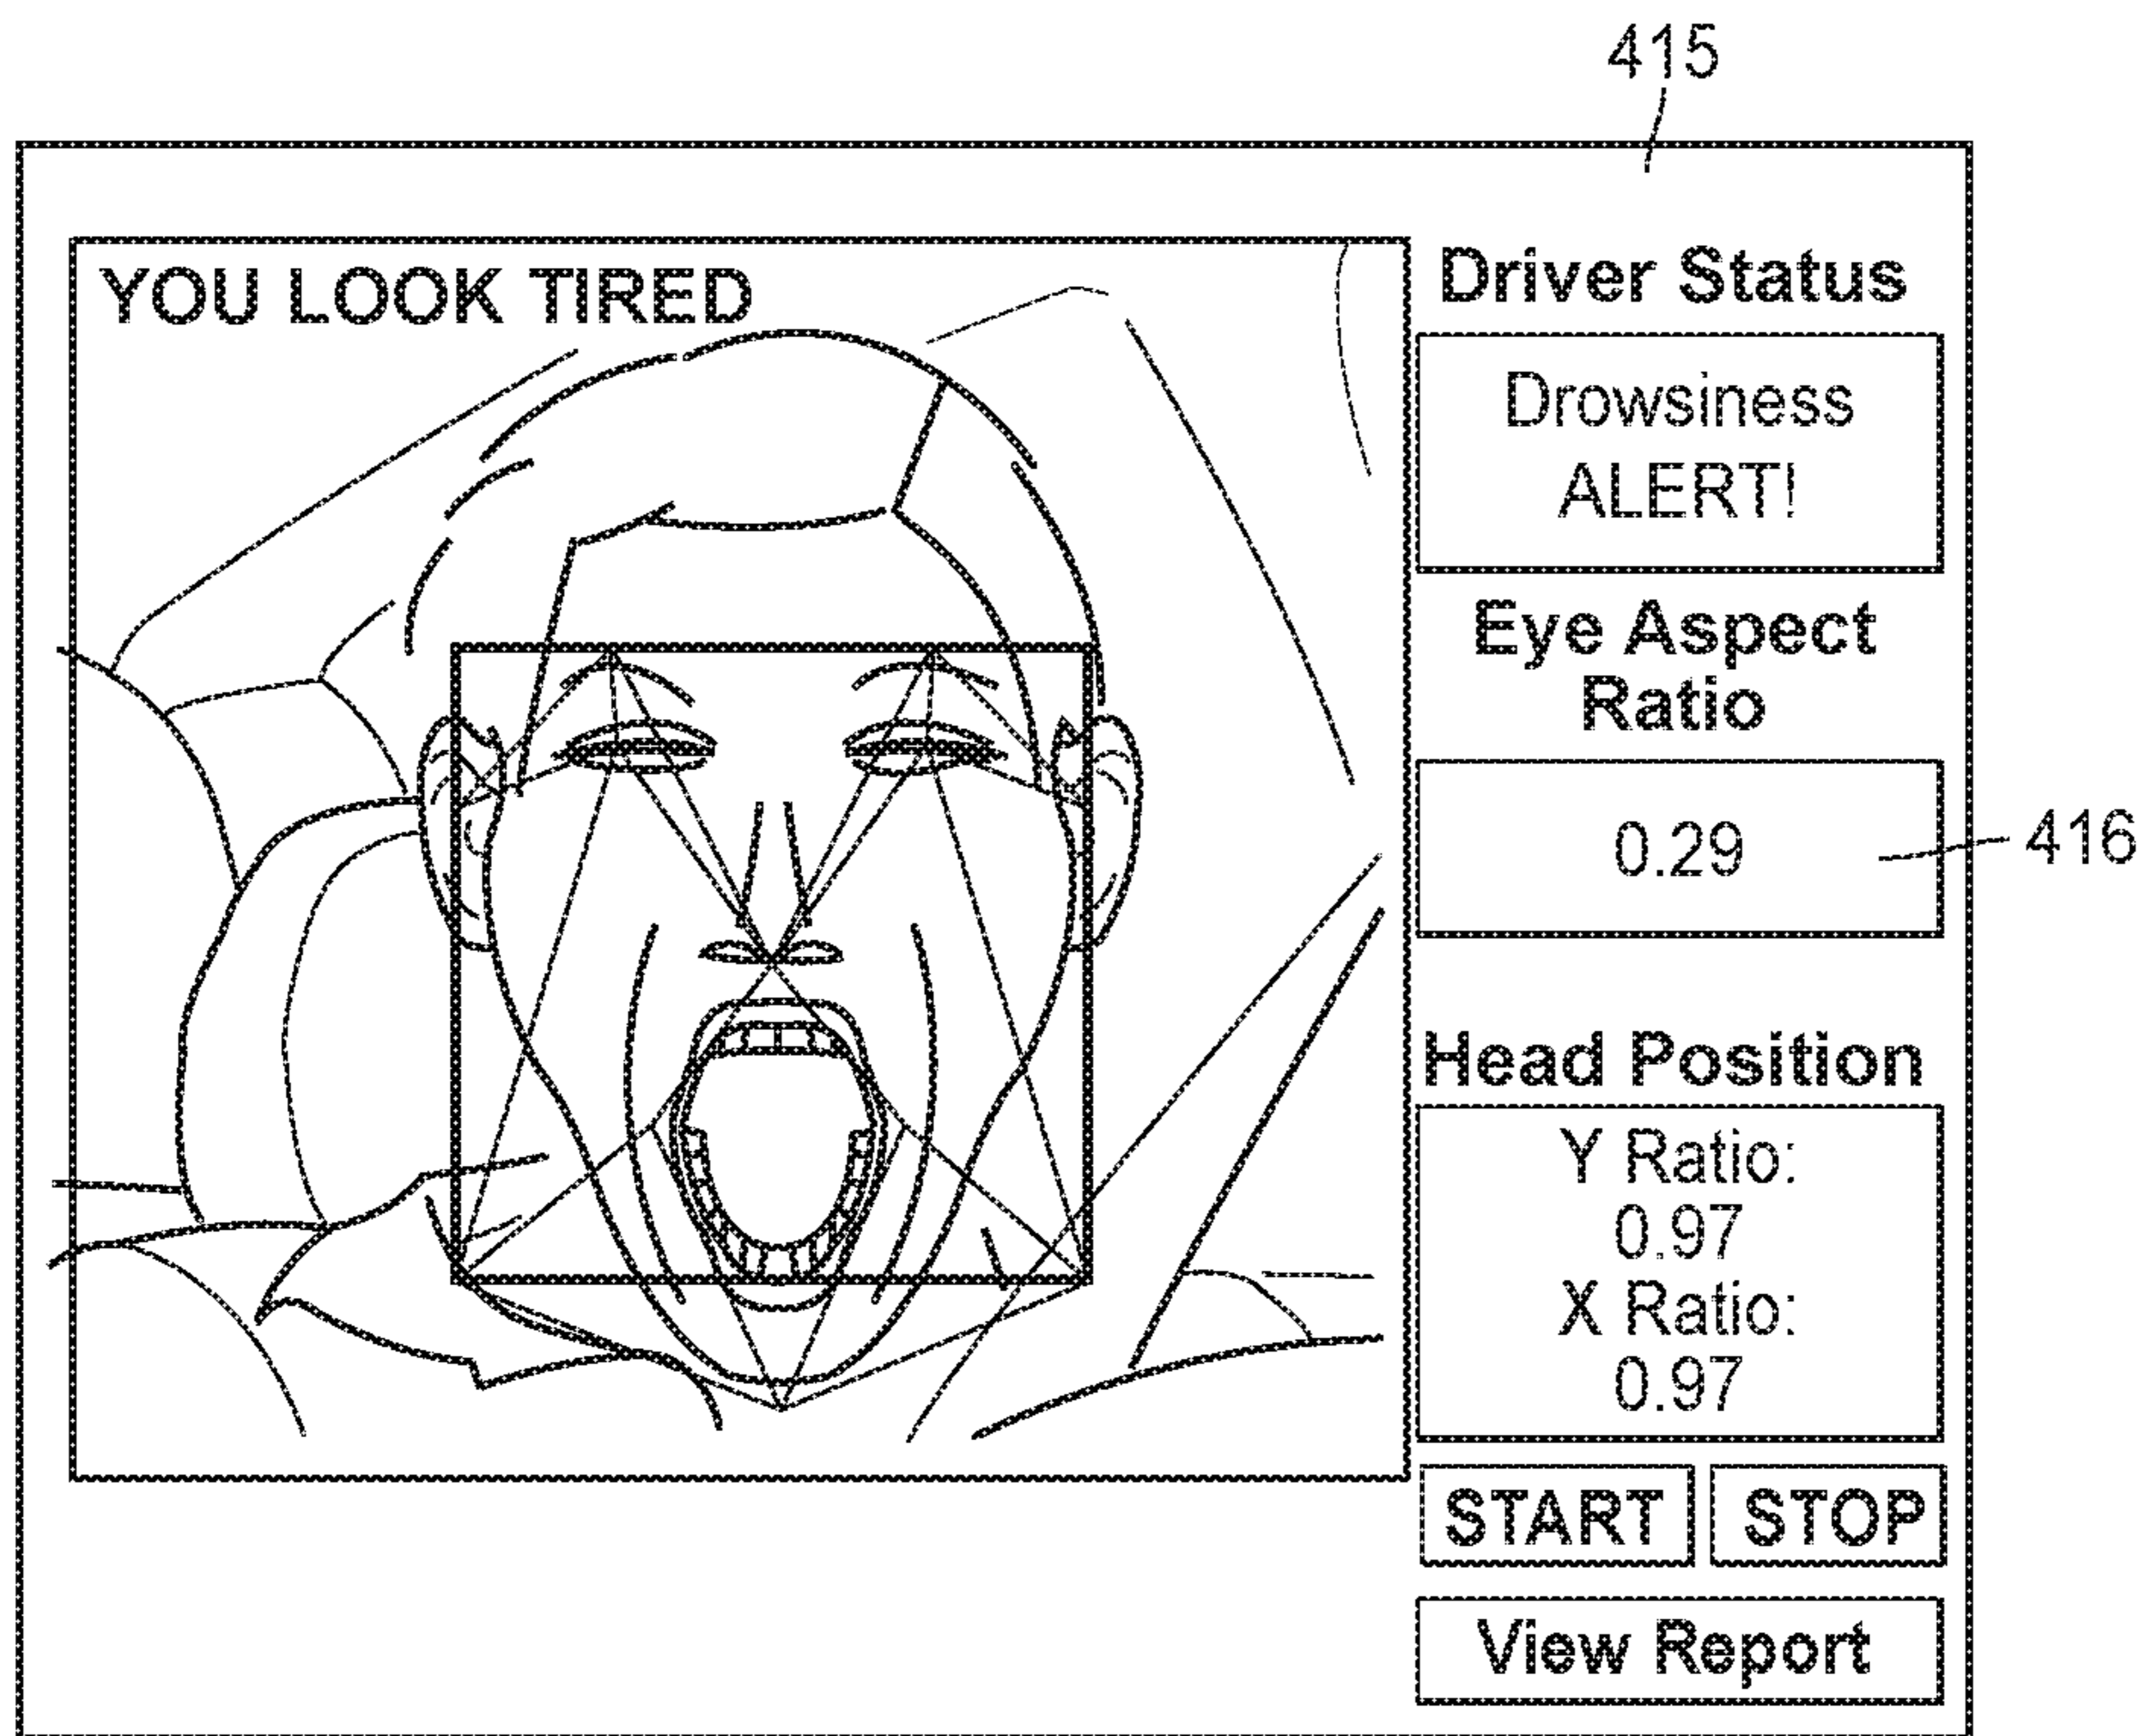 415
YOU LOOK TIRED
Driver Status
Drowsiness
ALERT!
Eye Aspect
Ratio
0.29
416
Head Position
Y Ratio:
0.97
X Ratio:
0.97
START STOP
View Report